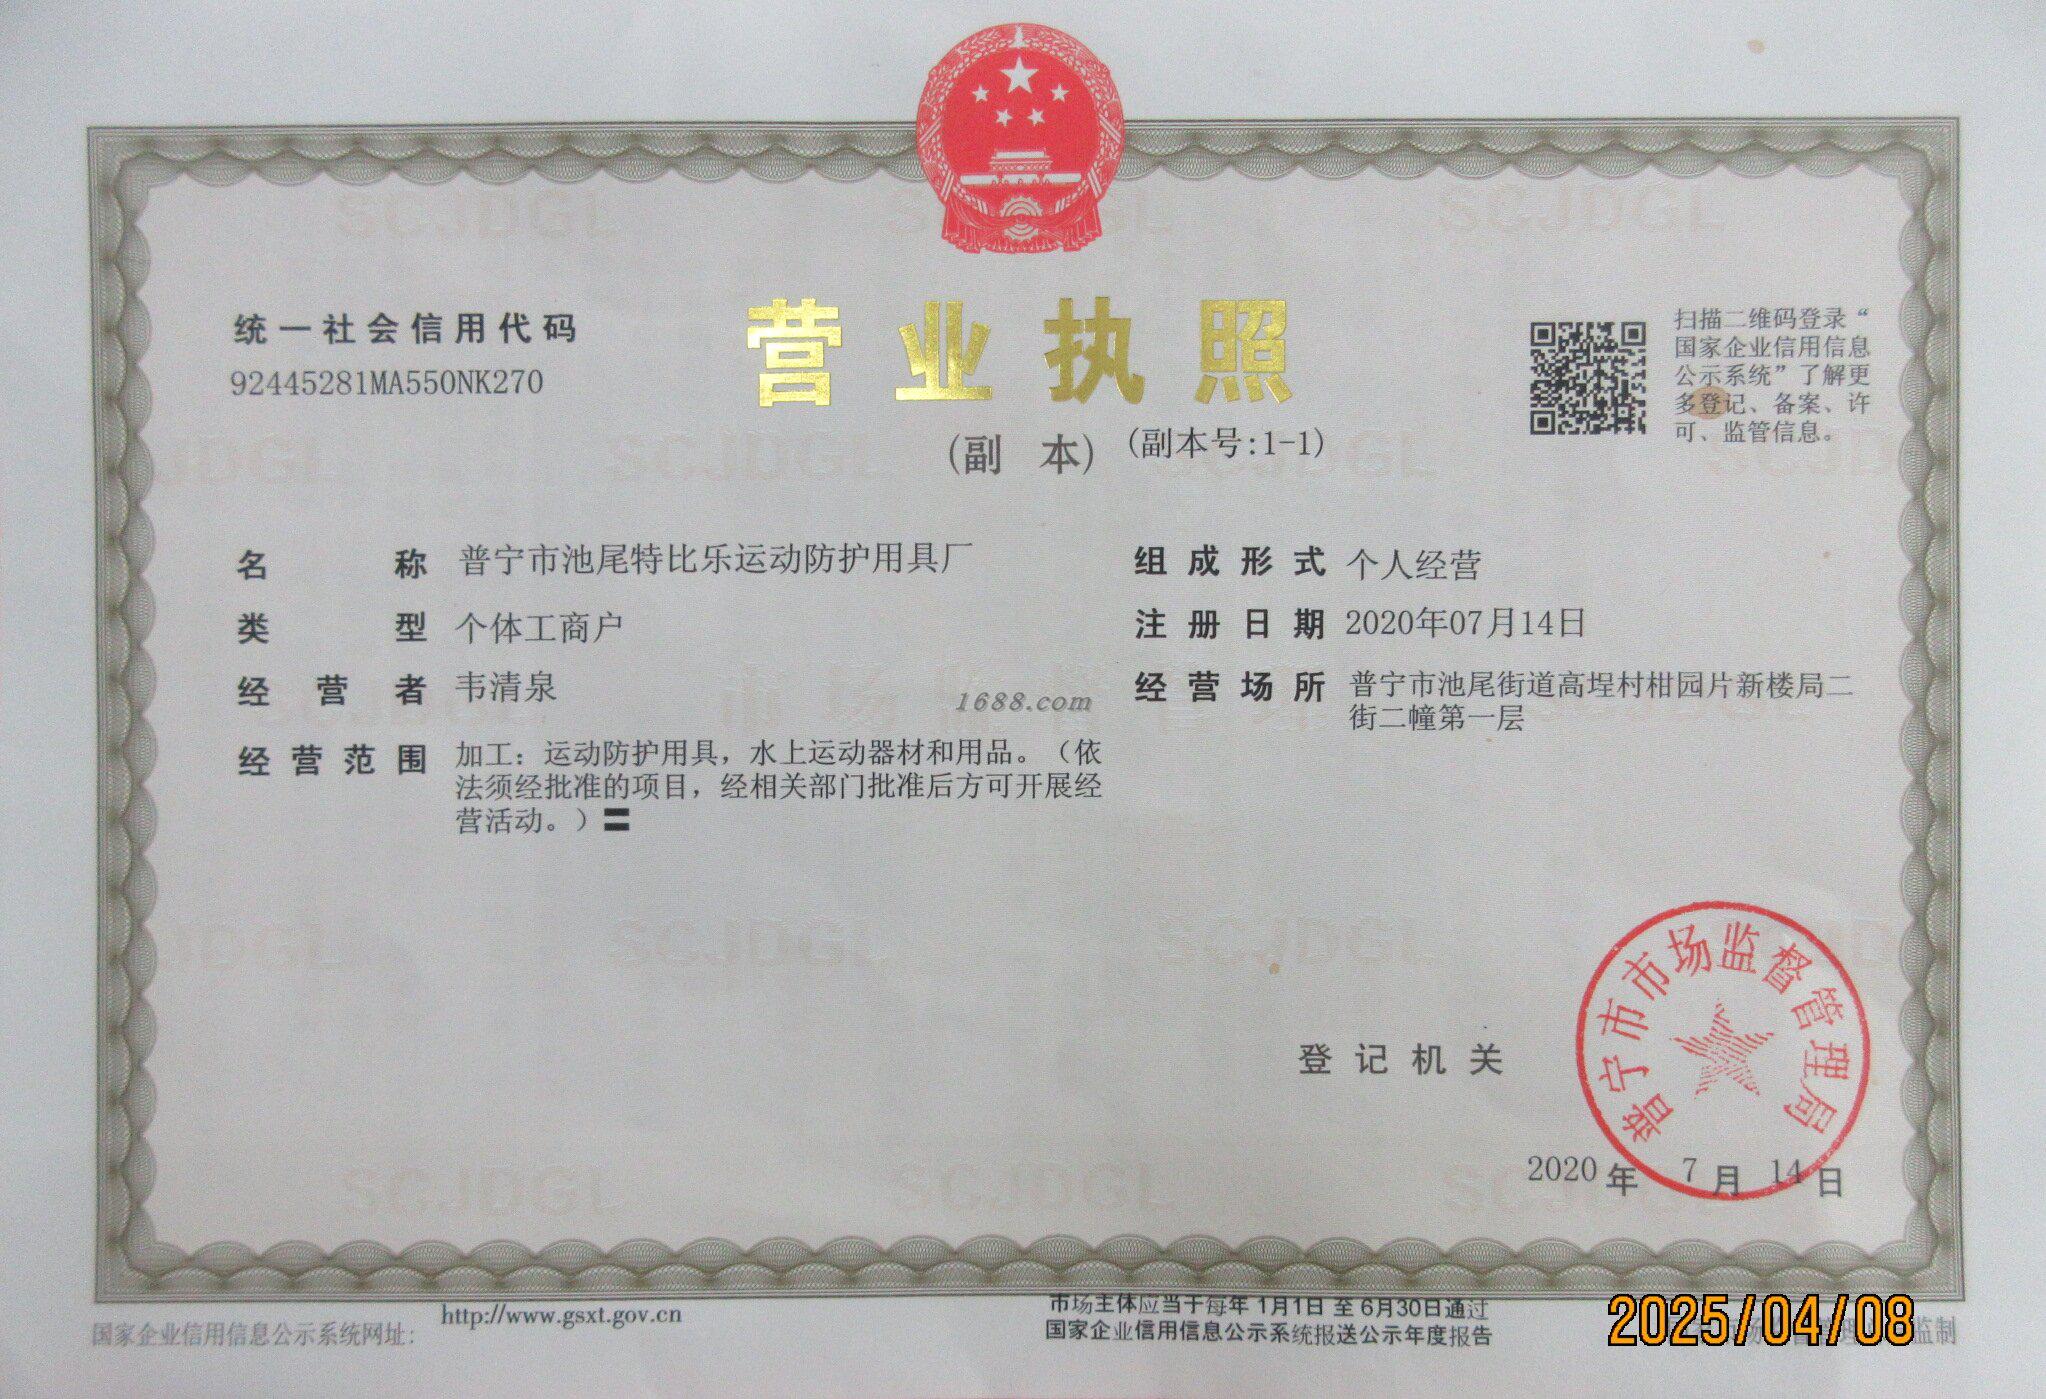 统一社会信用代码
92445281MA550NK270
营业执照
(副 本) (副本号:1-1)
扫描二维码登录“
国家企业信用信息
公示系统”了解更
多登记、备案、许
可、监管信息。
名 称 普宁市池尾特比乐运动防护用具厂
类 型 个体工商户
经 营 者 韦清泉
经营范围 加工：运动防护用具，水上运动器材和用品。（依
法须经批准的项目，经相关部门批准后方可开展经
营活动。）〓
组成形式 个人经营
注册日期 2020年07月14日
经营场所 普宁市池尾街道高埕村柑园片新楼局二
街二幢第一层
1688.com
登记机关
普宁市市场监督管理局
2020 年 7 月 14 日
国家企业信用信息公示系统网址: http://www.gsxt.gov.cn
市场主体应当于每年 1月1日 至 6月30日通过
国家企业信用信息公示系统报送公示年度报告
2025/04/08
监制
SCJDGL